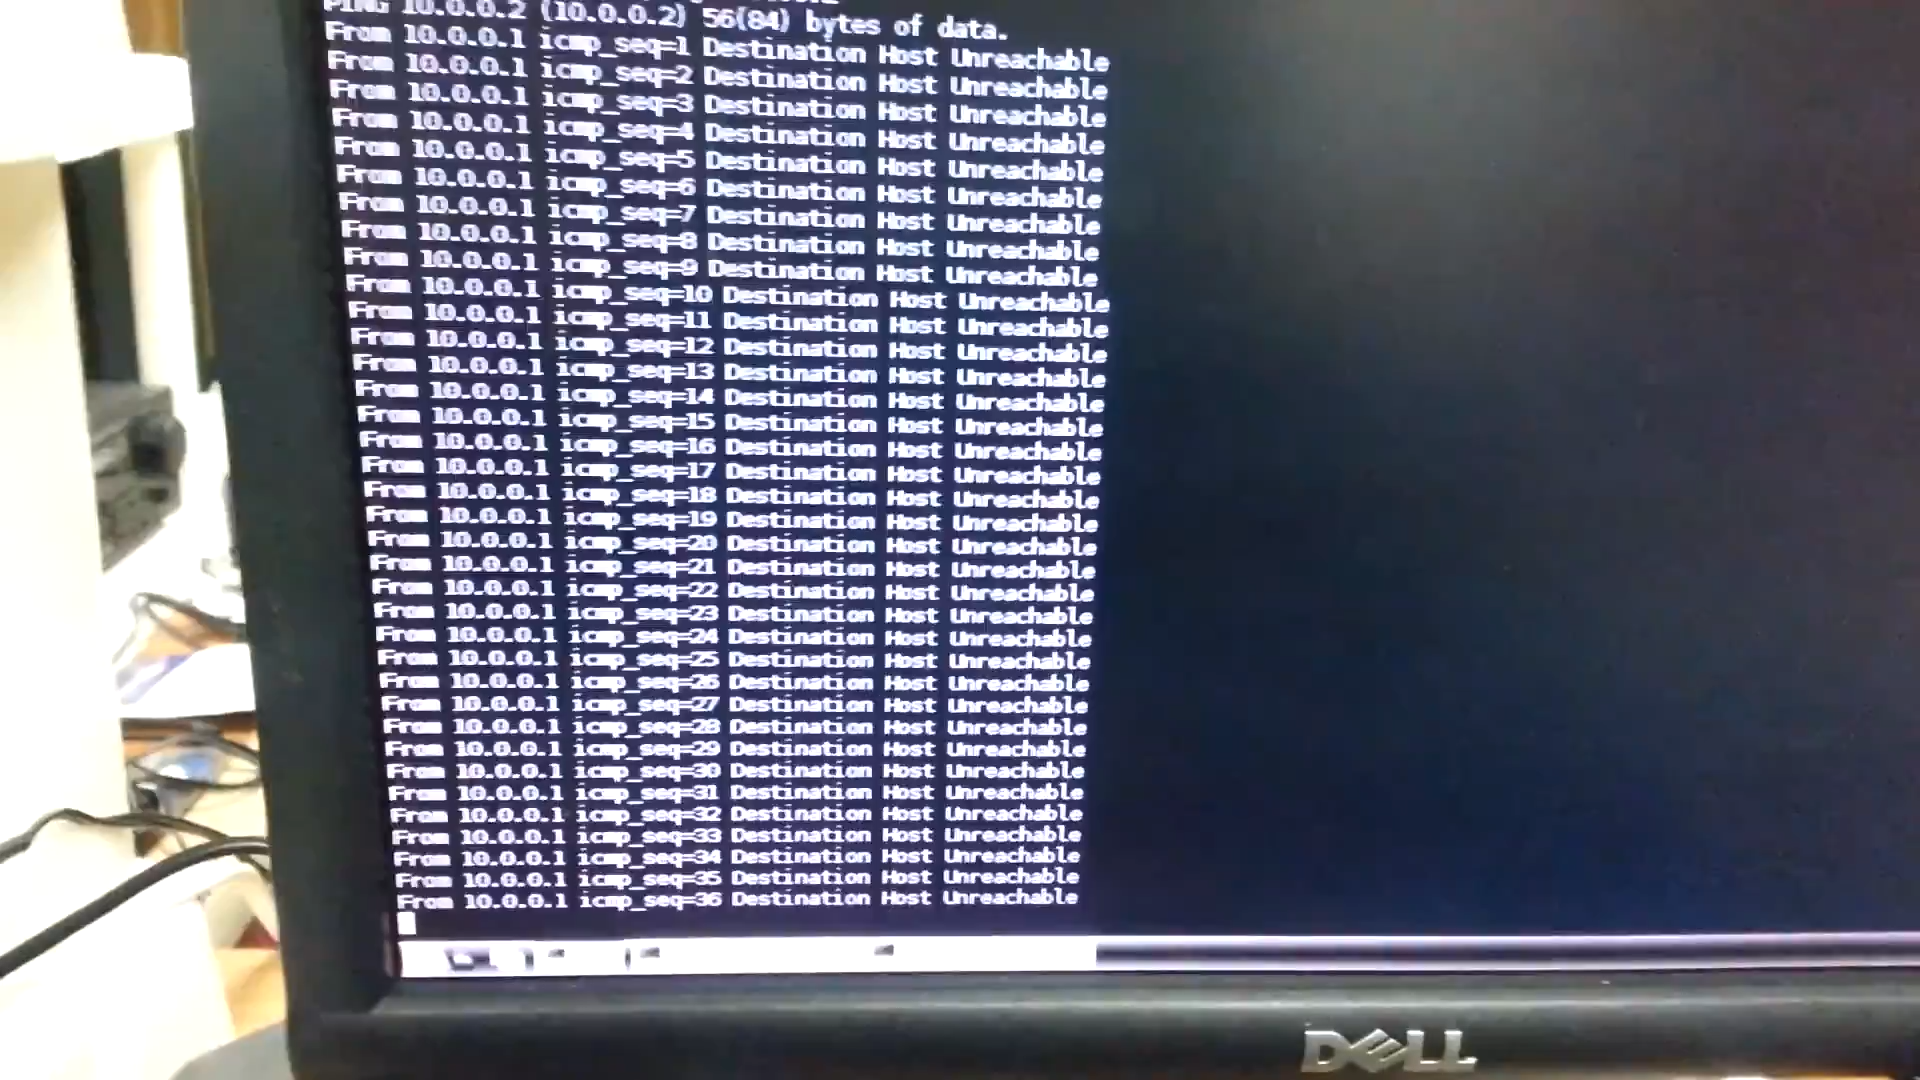 PING 10.0.0.2 (10.0.0.2) 56(84) bytes of data.
From 10.0.0.1 icmp_seq=1 Destination Host Unreachable
From 10.0.0.1 icmp_seq=2 Destination Host Unreachable
From 10.0.0.1 icmp_seq=3 Destination Host Unreachable
From 10.0.0.1 icmp_seq=4 Destination Host Unreachable
From 10.0.0.1 icmp_seq=5 Destination Host Unreachable
From 10.0.0.1 icmp_seq=6 Destination Host Unreachable
From 10.0.0.1 icmp_seq=7 Destination Host Unreachable
From 10.0.0.1 icmp_seq=8 Destination Host Unreachable
From 10.0.0.1 icmp_seq=9 Destination Host Unreachable
From 10.0.0.1 icmp_seq=10 Destination Host Unreachable
From 10.0.0.1 icmp_seq=11 Destination Host Unreachable
From 10.0.0.1 icmp_seq=12 Destination Host Unreachable
From 10.0.0.1 icmp_seq=13 Destination Host Unreachable
From 10.0.0.1 icmp_seq=14 Destination Host Unreachable
From 10.0.0.1 icmp_seq=15 Destination Host Unreachable
From 10.0.0.1 icmp_seq=16 Destination Host Unreachable
From 10.0.0.1 icmp_seq=17 Destination Host Unreachable
From 10.0.0.1 icmp_seq=18 Destination Host Unreachable
From 10.0.0.1 icmp_seq=19 Destination Host Unreachable
From 10.0.0.1 icmp_seq=20 Destination Host Unreachable
From 10.0.0.1 icmp_seq=21 Destination Host Unreachable
From 10.0.0.1 icmp_seq=22 Destination Host Unreachable
From 10.0.0.1 icmp_seq=23 Destination Host Unreachable
From 10.0.0.1 icmp_seq=24 Destination Host Unreachable
From 10.0.0.1 icmp_seq=25 Destination Host Unreachable
From 10.0.0.1 icmp_seq=26 Destination Host Unreachable
From 10.0.0.1 icmp_seq=27 Destination Host Unreachable
From 10.0.0.1 icmp_seq=28 Destination Host Unreachable
From 10.0.0.1 icmp_seq=29 Destination Host Unreachable
From 10.0.0.1 icmp_seq=30 Destination Host Unreachable
From 10.0.0.1 icmp_seq=31 Destination Host Unreachable
From 10.0.0.1 icmp_seq=32 Destination Host Unreachable
From 10.0.0.1 icmp_seq=33 Destination Host Unreachable
From 10.0.0.1 icmp_seq=34 Destination Host Unreachable
From 10.0.0.1 icmp_seq=35 Destination Host Unreachable
From 10.0.0.1 icmp_seq=36 Destination Host Unreachable
DELL